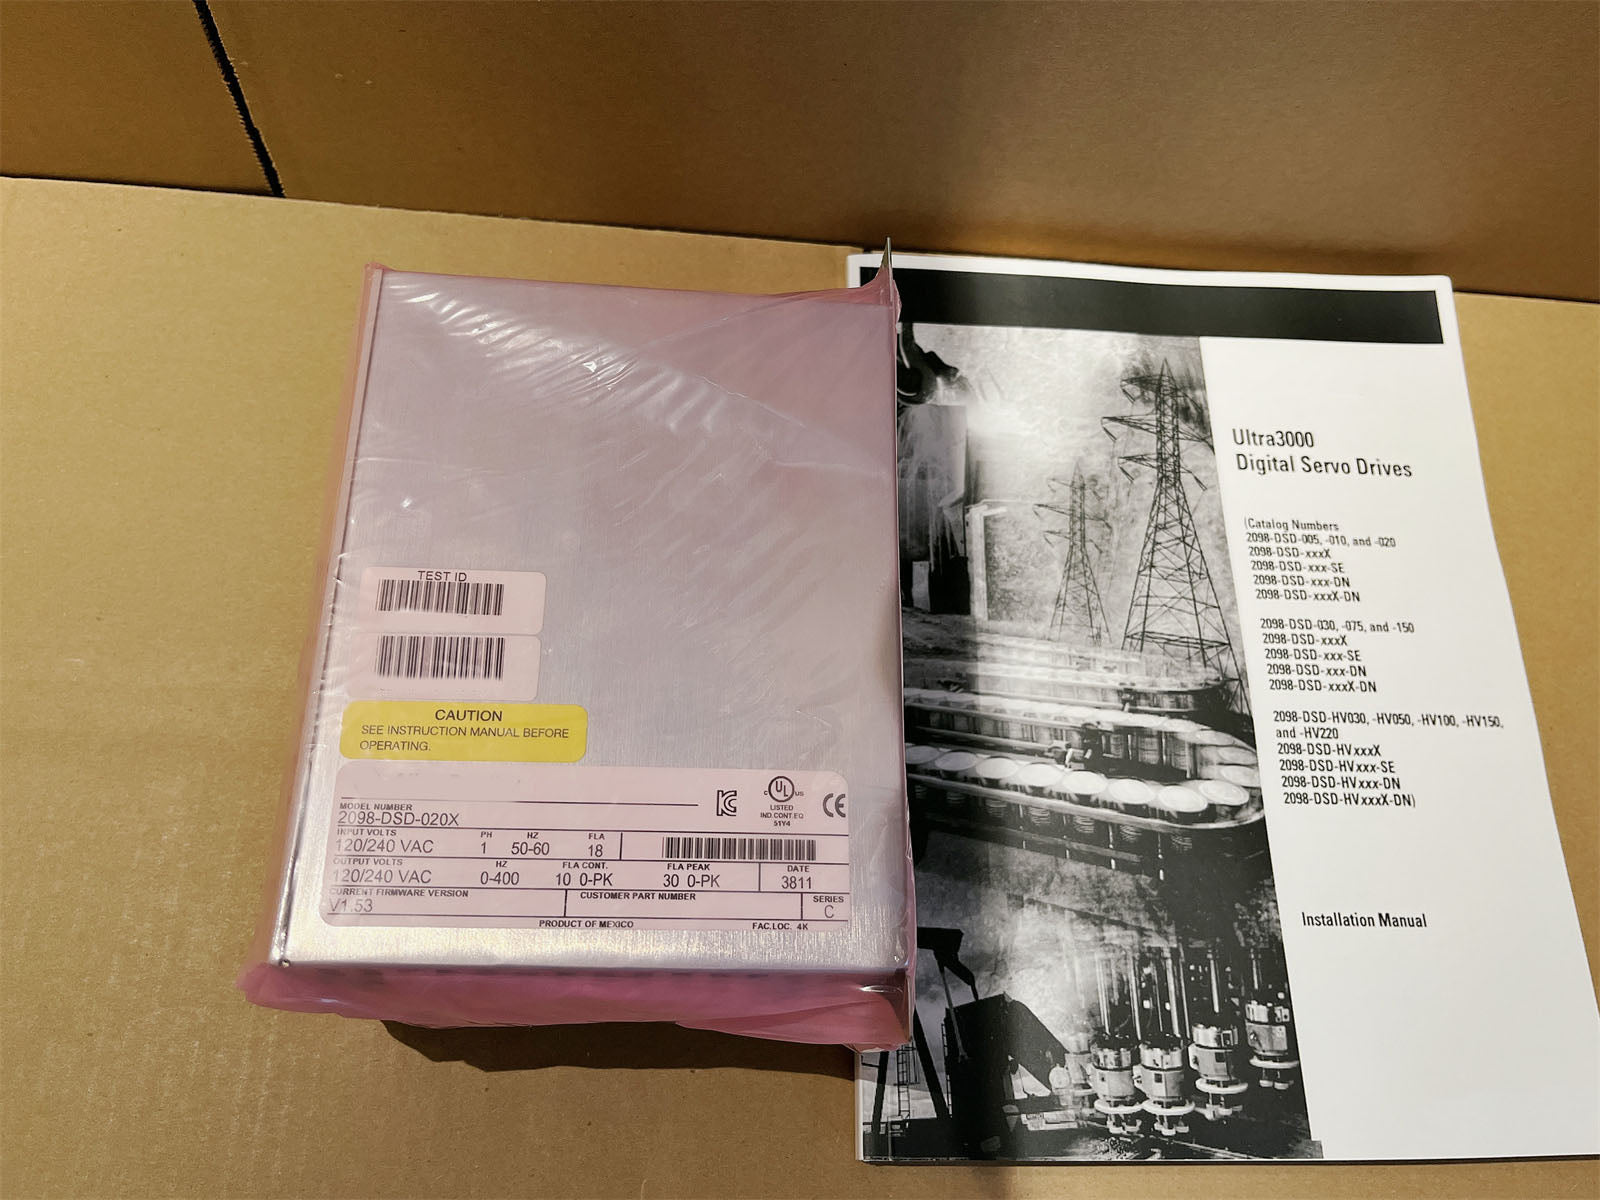 TEST ID
CAUTION
SEE INSTRUCTION MANUAL BEFORE
OPERATING.
MODEL NUMBER
2098-DSD-020X
C UL US
LISTED
IND.CONT.EQ
51Y4
CE
INPUT VOLTS PH HZ FLA
120/240 VAC 1 50-60 18
OUTPUT VOLTS HZ FLA CONT. FLA PEAK DATE
120/240 VAC 0-400 10 0-PK 30 0-PK 3811
CURRENT FIRMWARE VERSION CUSTOMER PART NUMBER SERIES
V1.53 C
PRODUCT OF MEXICO FAC.LOC. 4K
Ultra3000
Digital Servo Drives
(Catalog Numbers
2098-DSD-005, -010, and -020
2098-DSD-xxxX
2098-DSD-xxx-SE
2098-DSD-xxx-DN
2098-DSD-xxxX-DN
2098-DSD-030, -075, and -150
2098-DSD-xxxX
2098-DSD-xxx-SE
2098-DSD-xxx-DN
2098-DSD-xxxX-DN
2098-DSD-HV030, -HV050, -HV100, -HV150,
and -HV220
2098-DSD-HVxxxX
2098-DSD-HVxxx-SE
2098-DSD-HVxxx-DN
2098-DSD-HVxxxX-DN)
Installation Manual